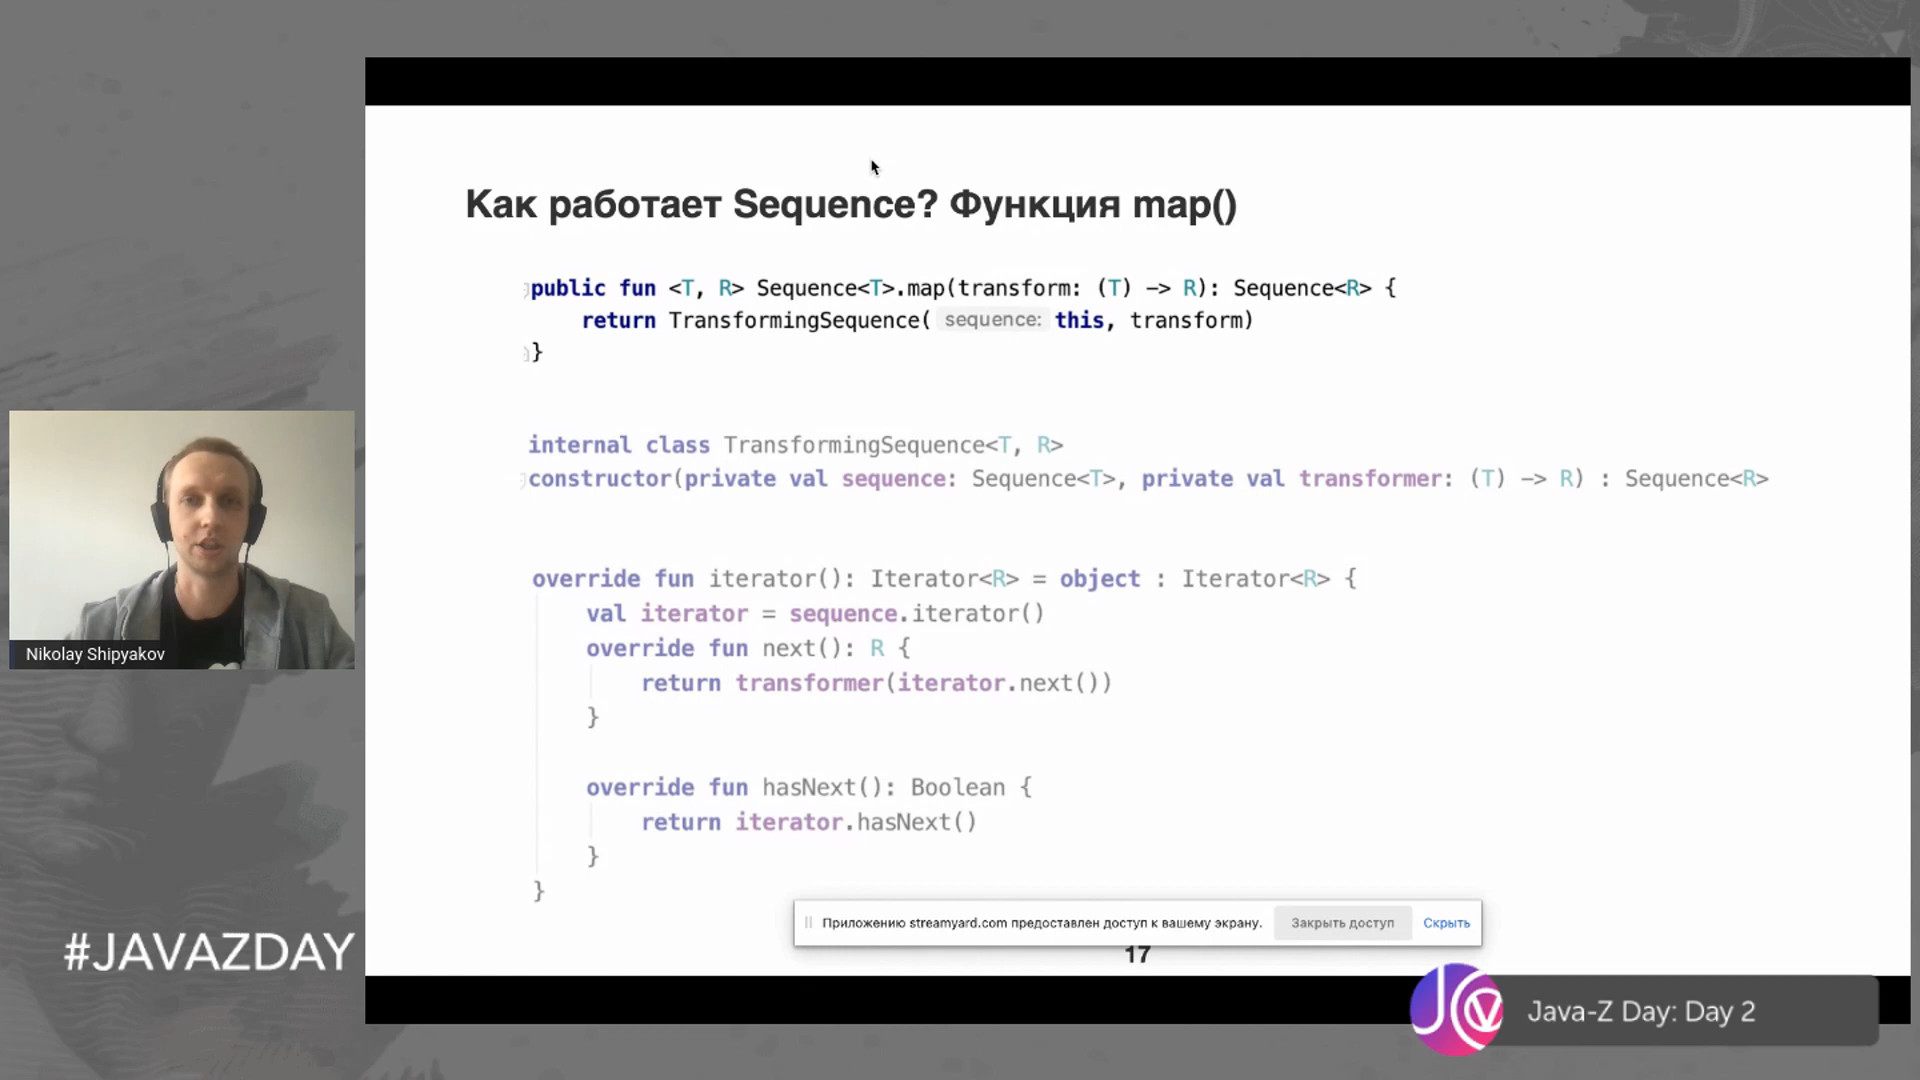 Как работает Sequence? Функция map()
public fun <T, R> Sequence<T>.map(transform: (T) -> R): Sequence<R> {
return TransformingSequence( sequence: this, transform)
}
internal class TransformingSequence<T, R>
constructor(private val sequence: Sequence<T>, private val transformer: (T) -> R) : Sequence<R>
override fun iterator(): Iterator<R> = object : Iterator<R> {
val iterator = sequence.iterator()
override fun next(): R {
return transformer(iterator.next())
}
override fun hasNext(): Boolean {
return iterator.hasNext()
}
}
Приложению streamyard.com предоставлен доступ к вашему экрану. Закрыть доступ Скрыть
17
Nikolay Shipyakov
#JAVAZDAY
Java-Z Day: Day 2